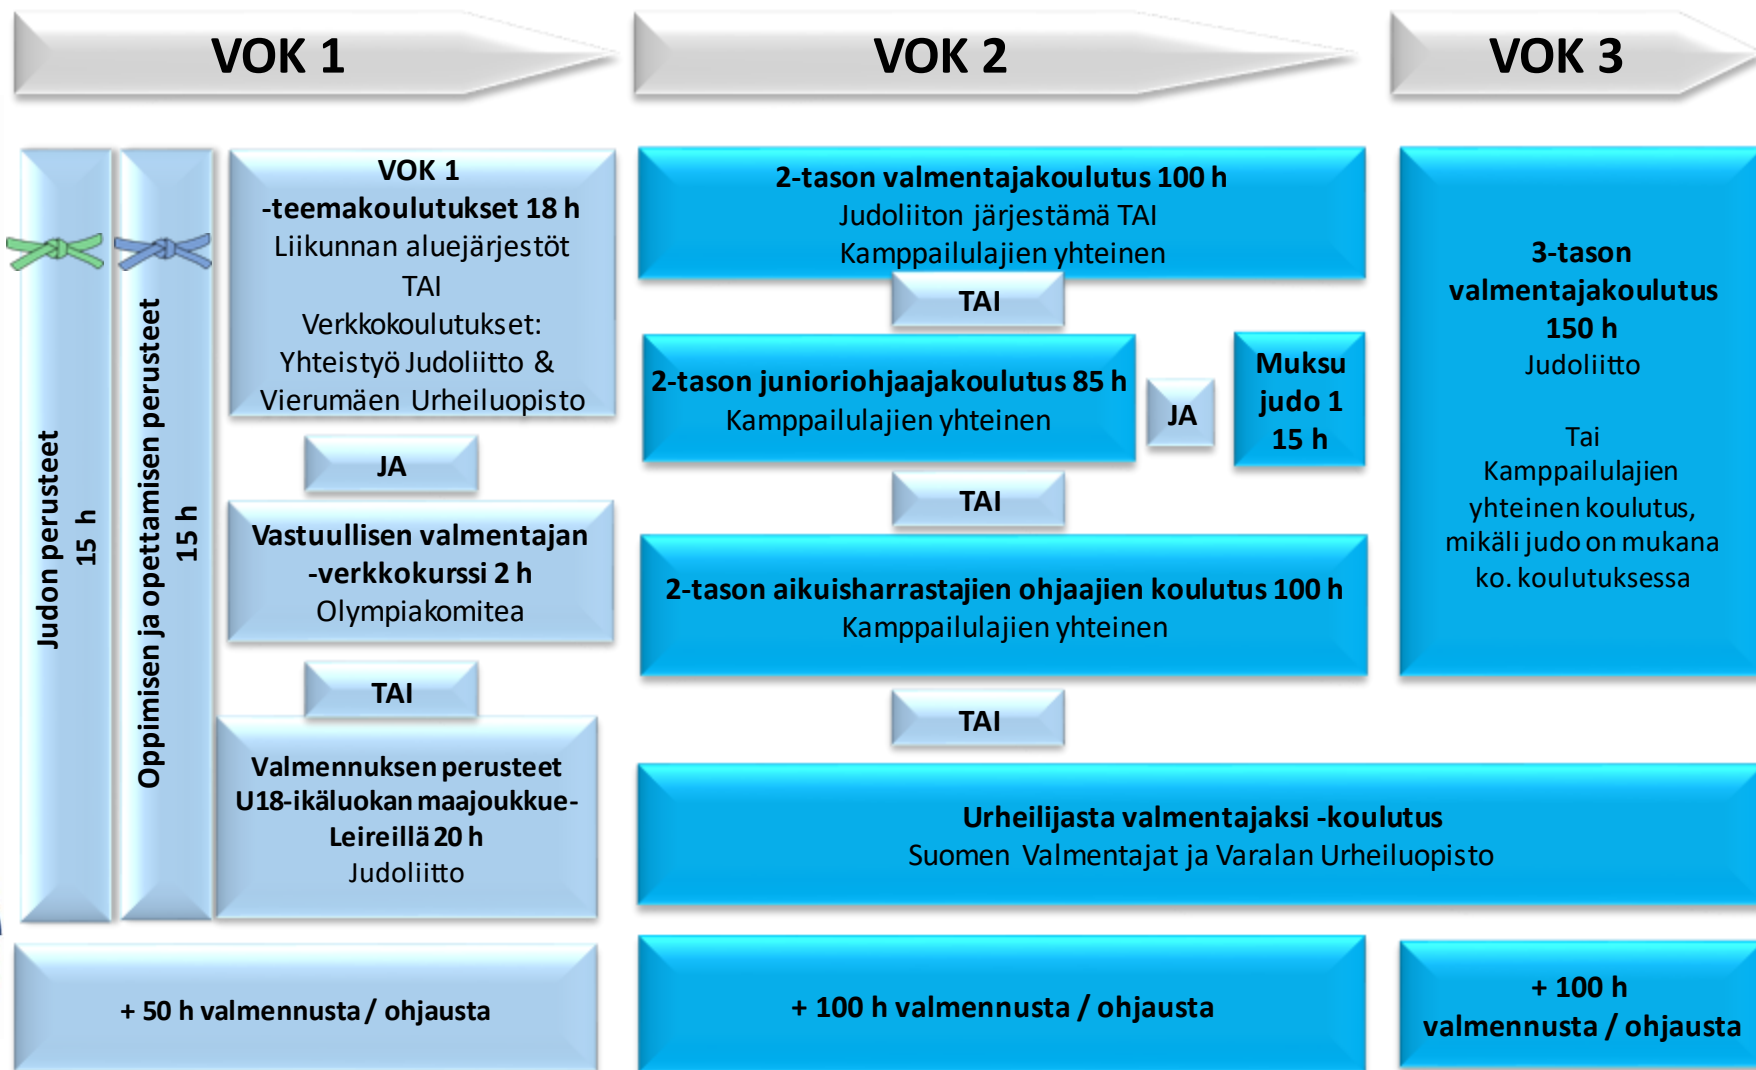 VOK 1
VOK 2
VOK 3
Judon perusteet
15 h
Oppimisen ja opettamisen perusteet
15 h
VOK 1
-teemakoulutukset 18 h
Liikunnan aluejärjestöt
TAI
Verkkokoulutukset:
Yhteistyö Judoliitto &
Vierumäen Urheiluopisto
JA
Vastuullisen valmentajan
-verkkokurssi 2 h
Olympiakomitea
TAI
Valmennuksen perusteet
U18-ikäluokan maajoukkue-
Leireillä 20 h
Judoliitto
+ 50 h valmennusta / ohjausta
2-tason valmentajakoulutus 100 h
Judoliiton järjestämä TAI
Kamppailulajien yhteinen
TAI
2-tason junioriohjaajakoulutus 85 h
Kamppailulajien yhteinen
JA
Muksu
judo 1
15 h
TAI
2-tason aikuisharrastajien ohjaajien koulutus 100 h
Kamppailulajien yhteinen
TAI
Urheilijasta valmentajaksi -koulutus
Suomen Valmentajat ja Varalan Urheiluopisto
+ 100 h valmennusta / ohjausta
3-tason
valmentajakoulutus
150 h
Judoliitto
Tai
Kamppailulajien
yhteinen koulutus,
mikäli judo on mukana
ko. koulutuksessa
+ 100 h
valmennusta / ohjausta